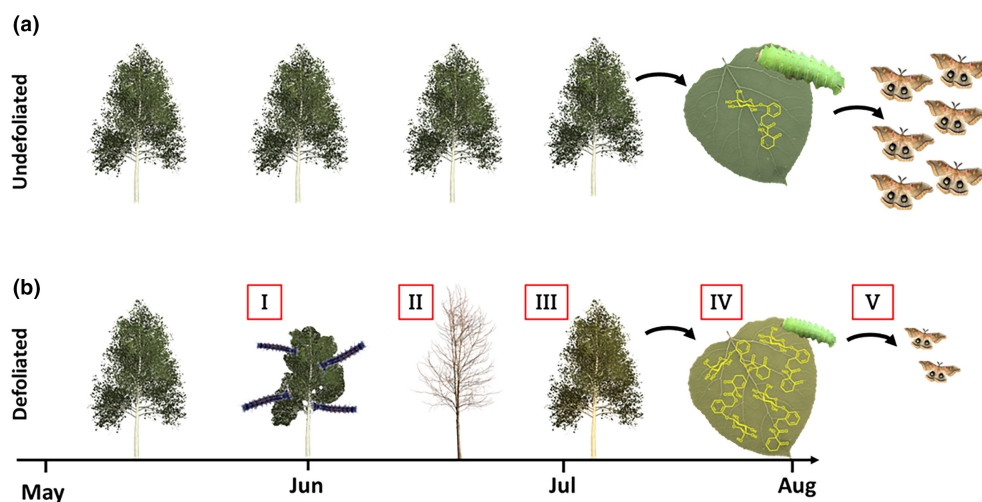 (a)
Undefoliated
(b)
Defoliated
I
II
III
IV
V
May
Jun
Jul
Aug